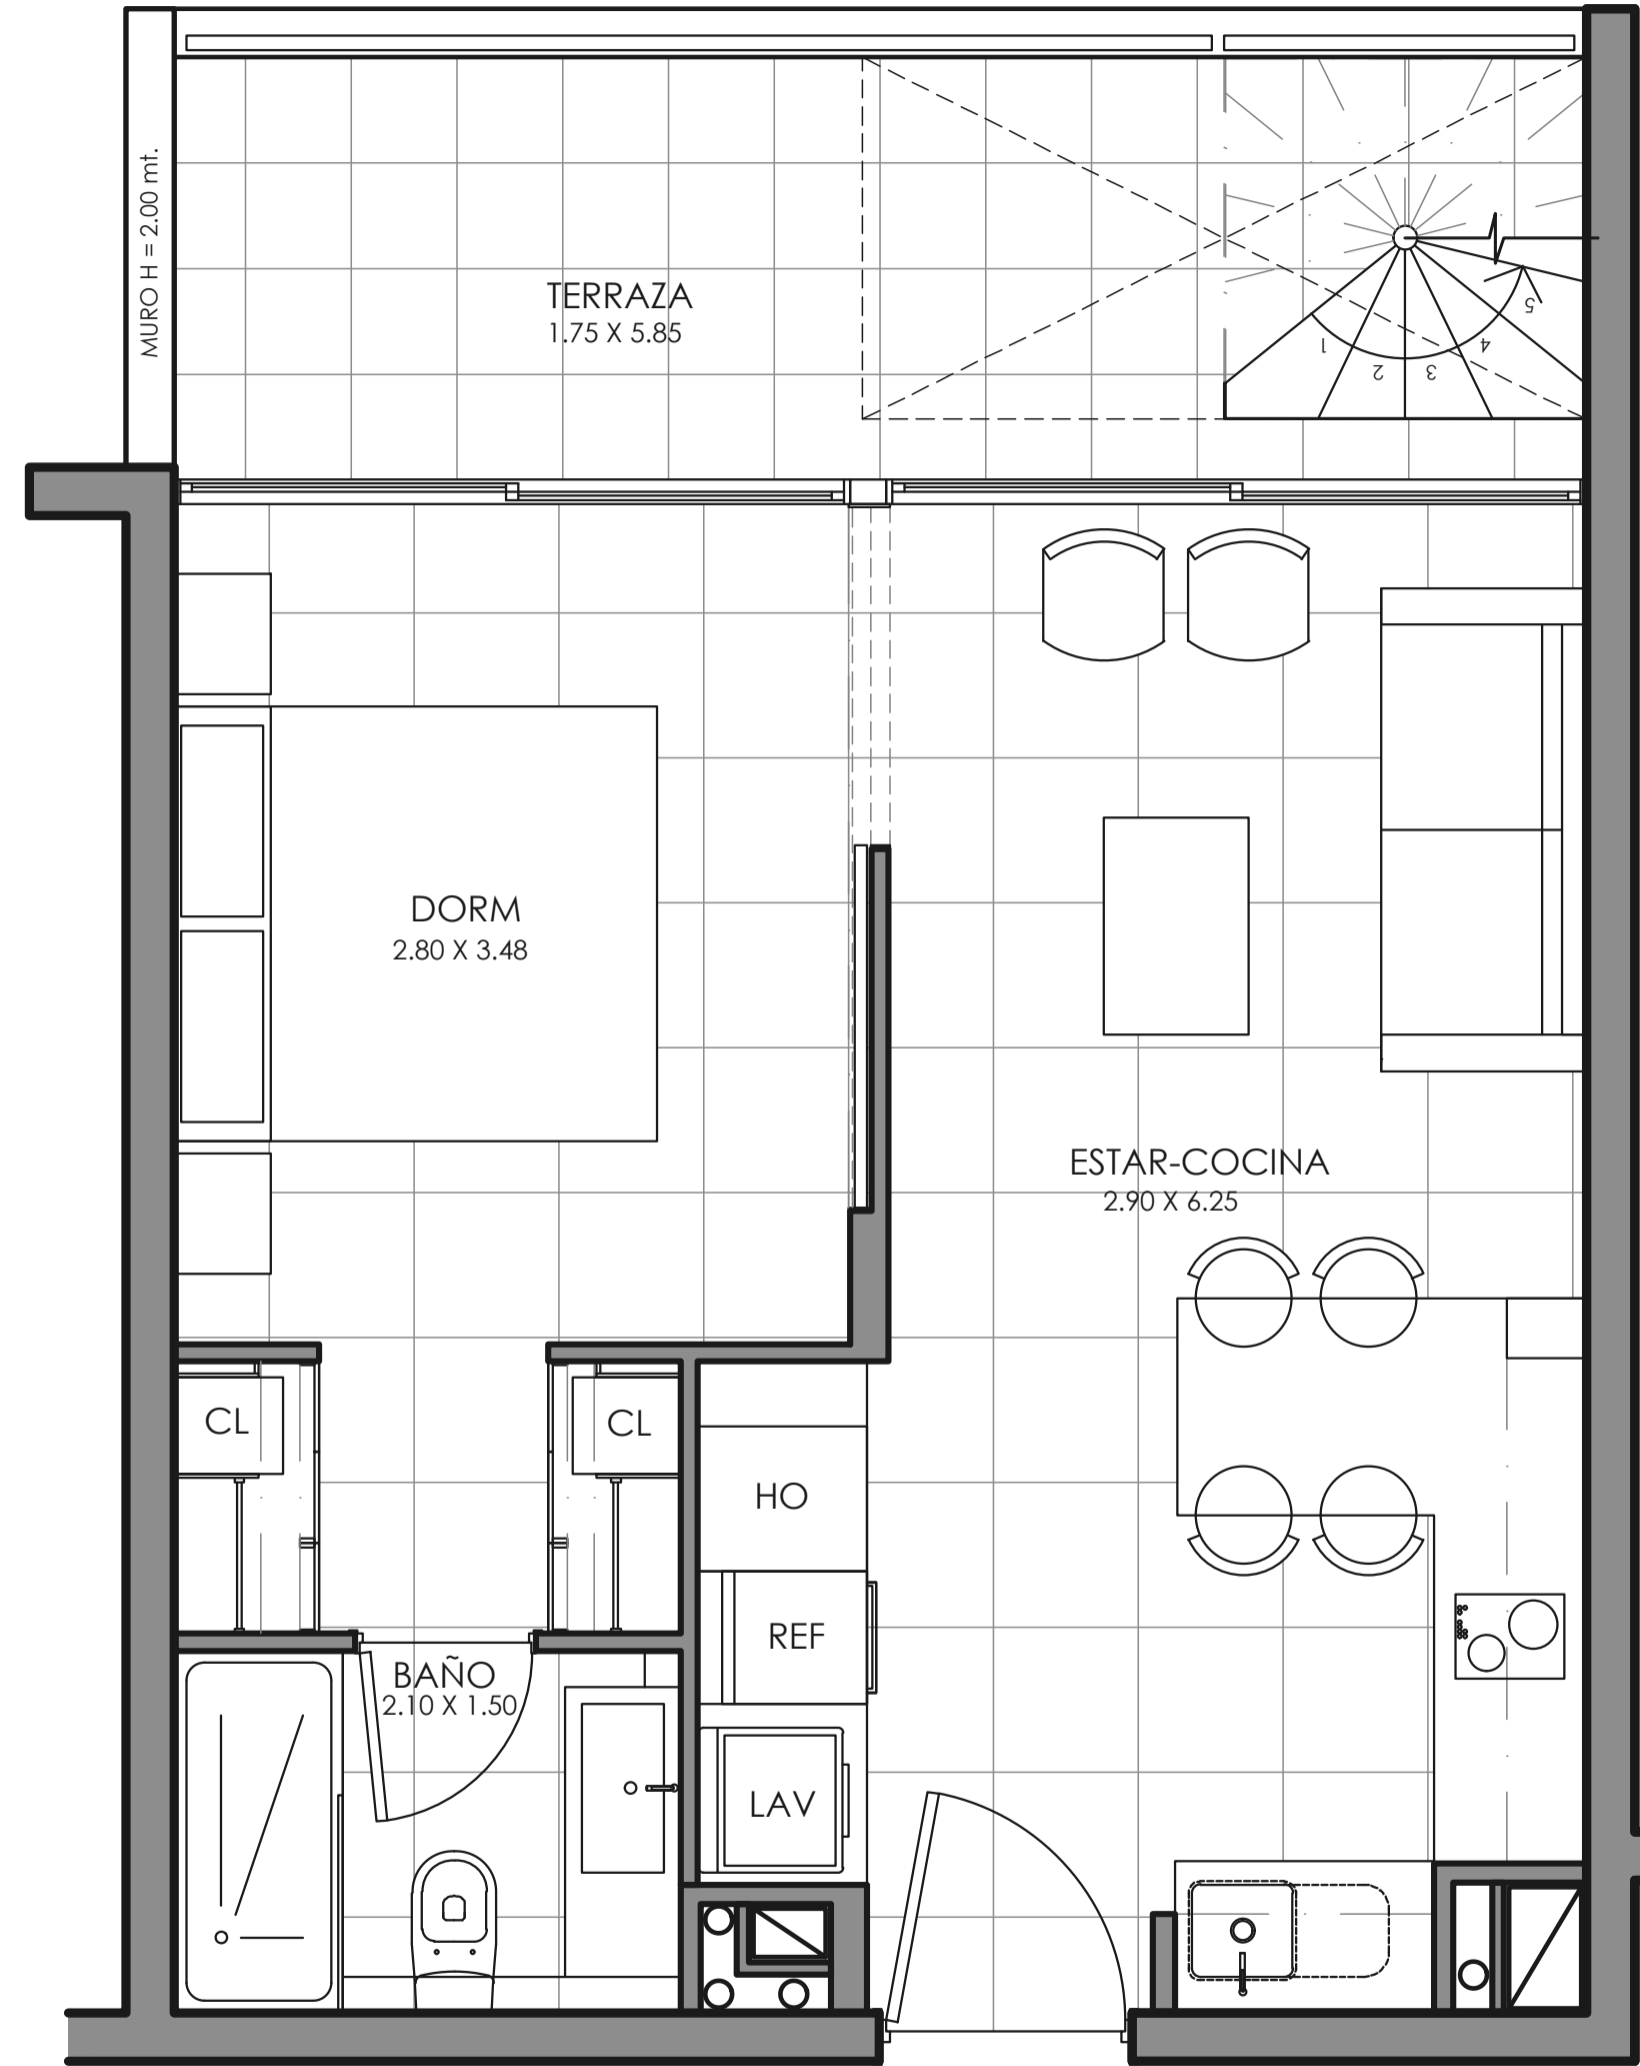 MURO H = 2.00 mt.
TERRAZA
1.75 X 5.85
1
2
3
4
5
DORM
2.80 X 3.48
ESTAR-COCINA
2.90 X 6.25
CL
CL
HO
REF
BAÑO
2.10 X 1.50
LAV